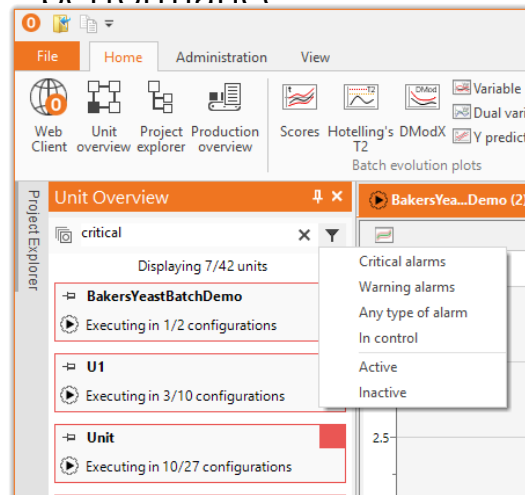 File Home Administration View
Web Client
Unit overview
Project explorer
Production overview
Scores
Hotelling's T2
DModX
Variable
Dual vari
Y predict
Batch evolution plots
Project Explorer
Unit Overview
BakersYea...Demo (2)
critical
Displaying 7/42 units
BakersYeastBatchDemo
Executing in 1/2 configurations
U1
Executing in 3/10 configurations
Unit
Executing in 10/27 configurations
Critical alarms
Warning alarms
Any type of alarm
In control
Active
Inactive
2.5